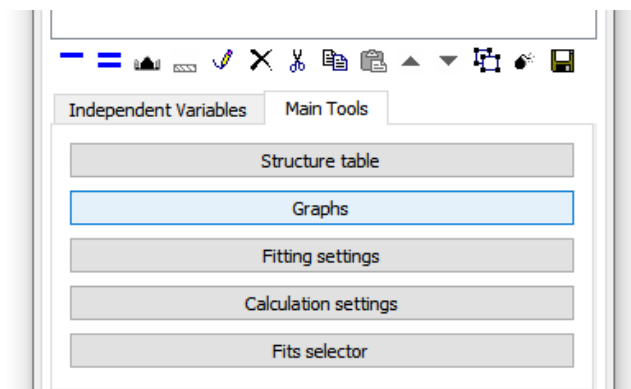 Independent Variables
Main Tools
Structure table
Graphs
Fitting settings
Calculation settings
Fits selector